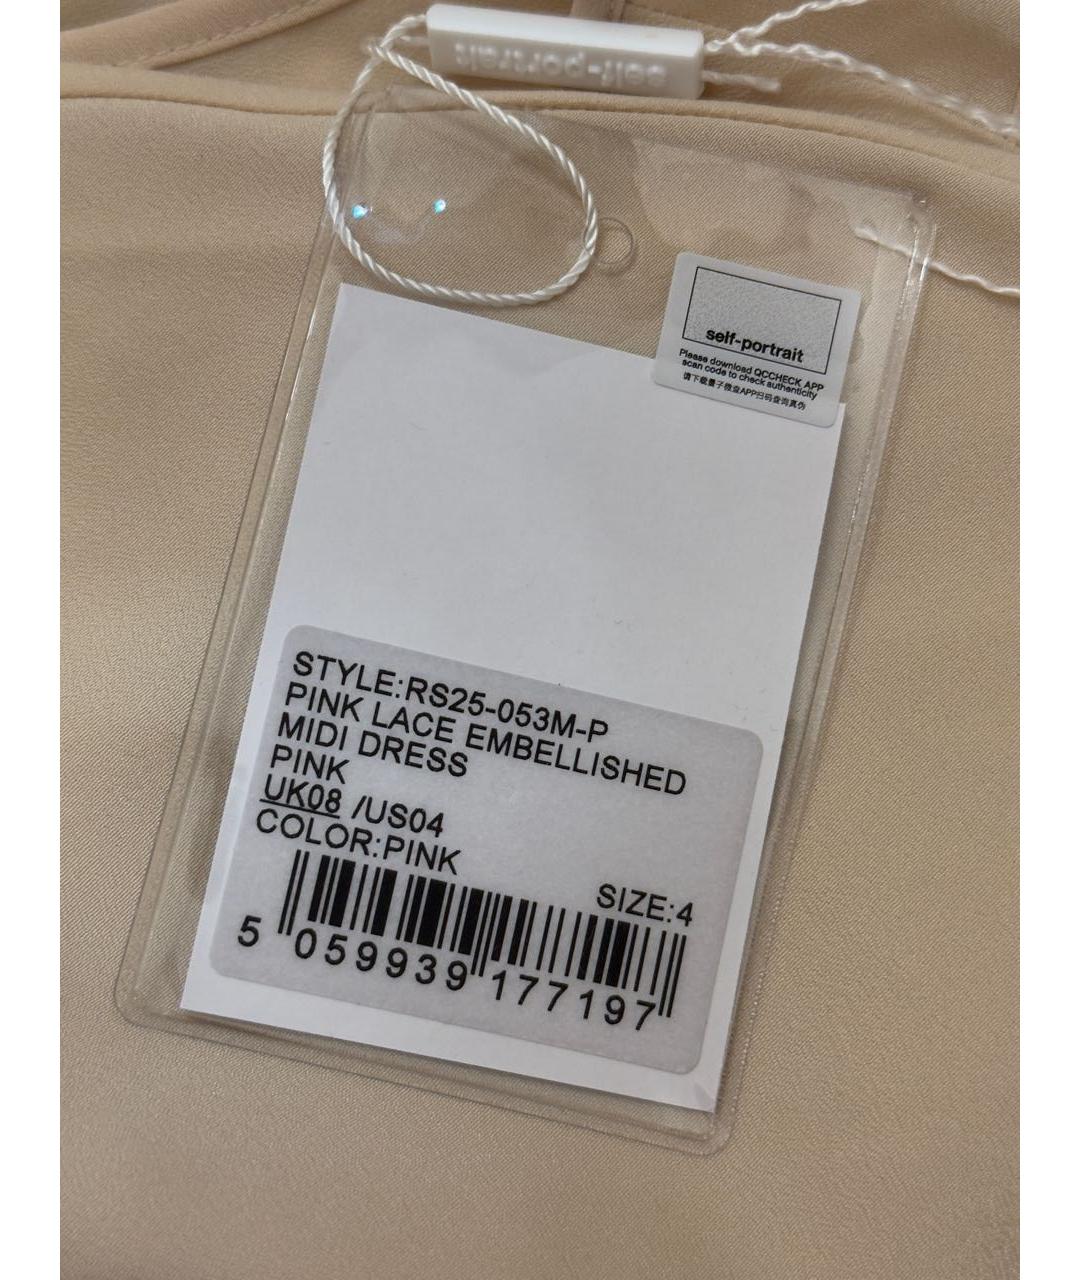 self-portrait
self-portrait
Please download QCCHECK APP
scan code to check authenticity
请下载量子微查APP扫码查询真伪
STYLE:RS25-053M-P
PINK LACE EMBELLISHED
MIDI DRESS
PINK
UK08 /US04
COLOR:PINK
SIZE:4
5 059939 177197